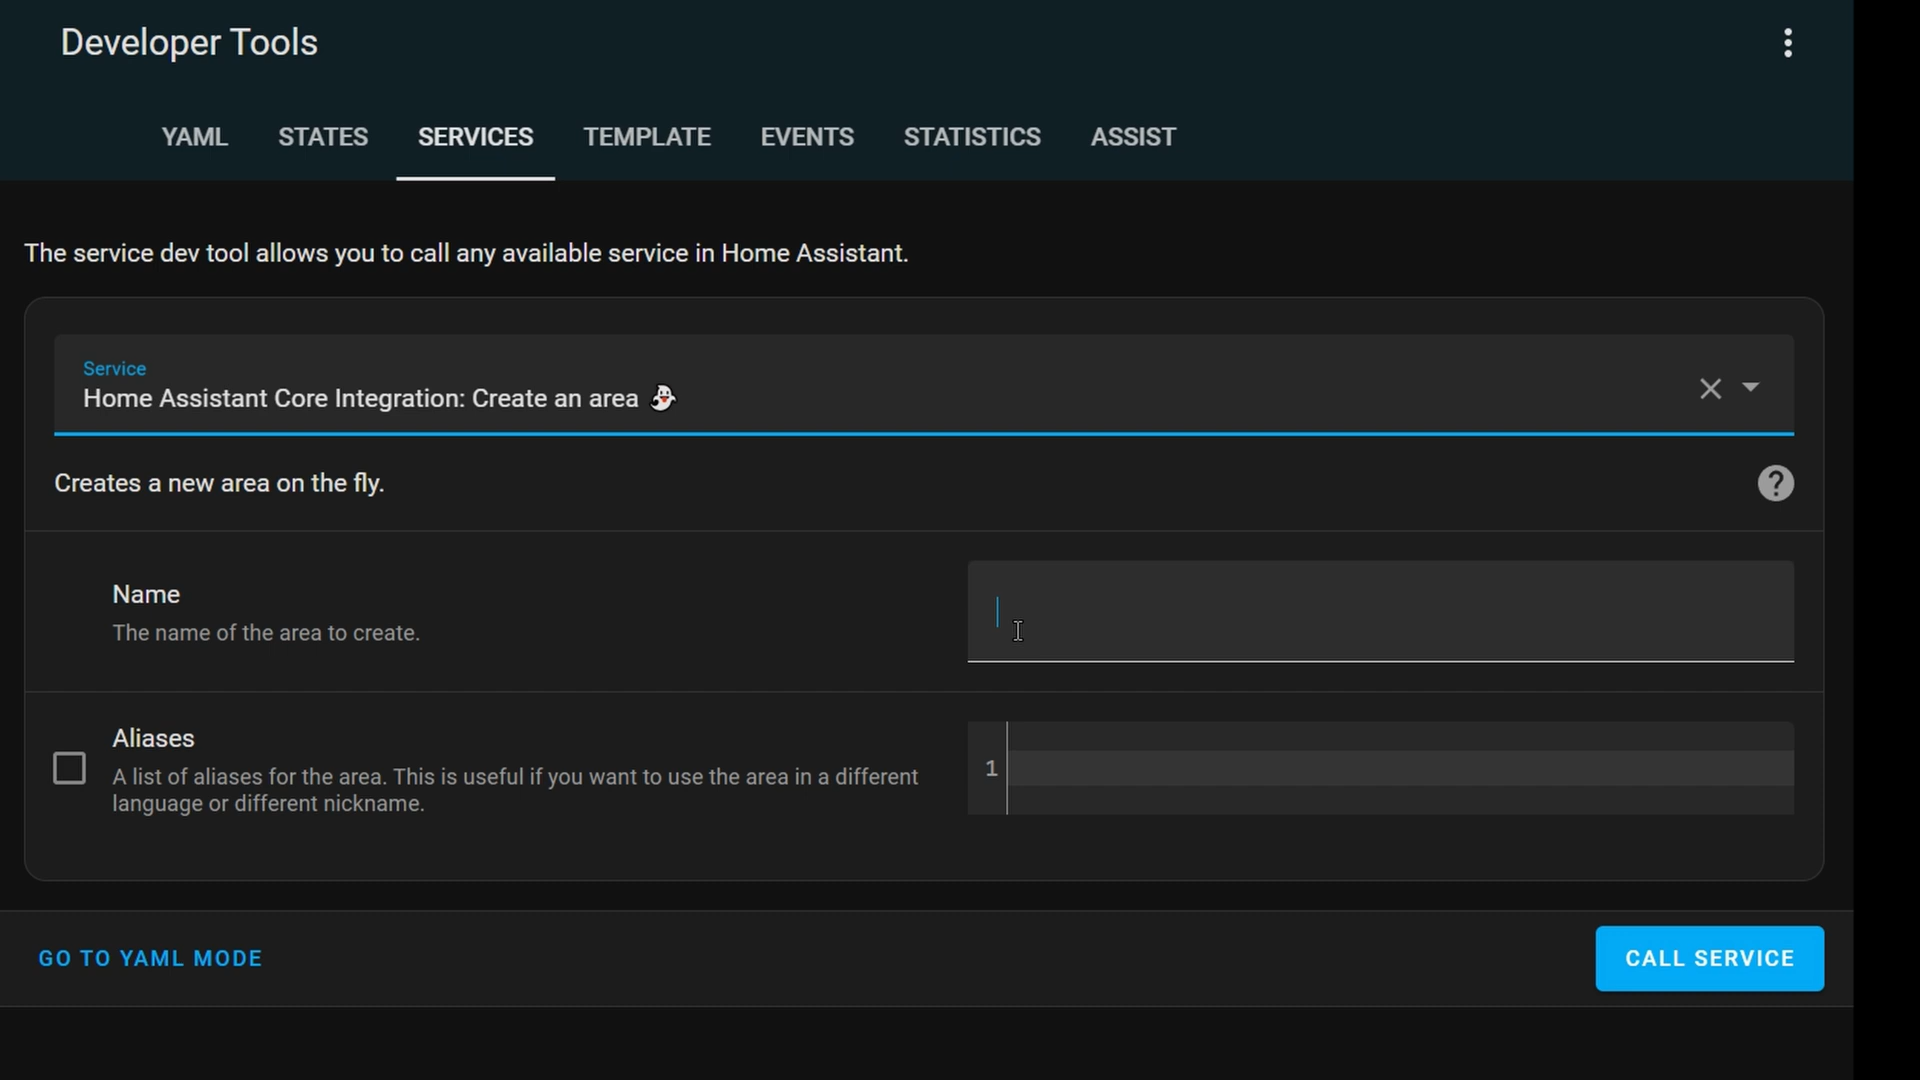 Developer Tools
YAML STATES SERVICES TEMPLATE EVENTS STATISTICS ASSIST
The service dev tool allows you to call any available service in Home Assistant.
Service
Home Assistant Core Integration: Create an area 👻
Creates a new area on the fly.
Name
The name of the area to create.
Aliases
A list of aliases for the area. This is useful if you want to use the area in a different
language or different nickname.
1
GO TO YAML MODE
CALL SERVICE